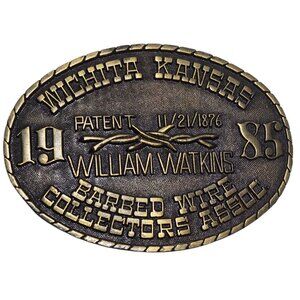 WICHITA KANSAS
PATENT 11/21/1876
19 85
WILLIAM WATKINS
BARBED WIRE
COLLECTORS ASSOC